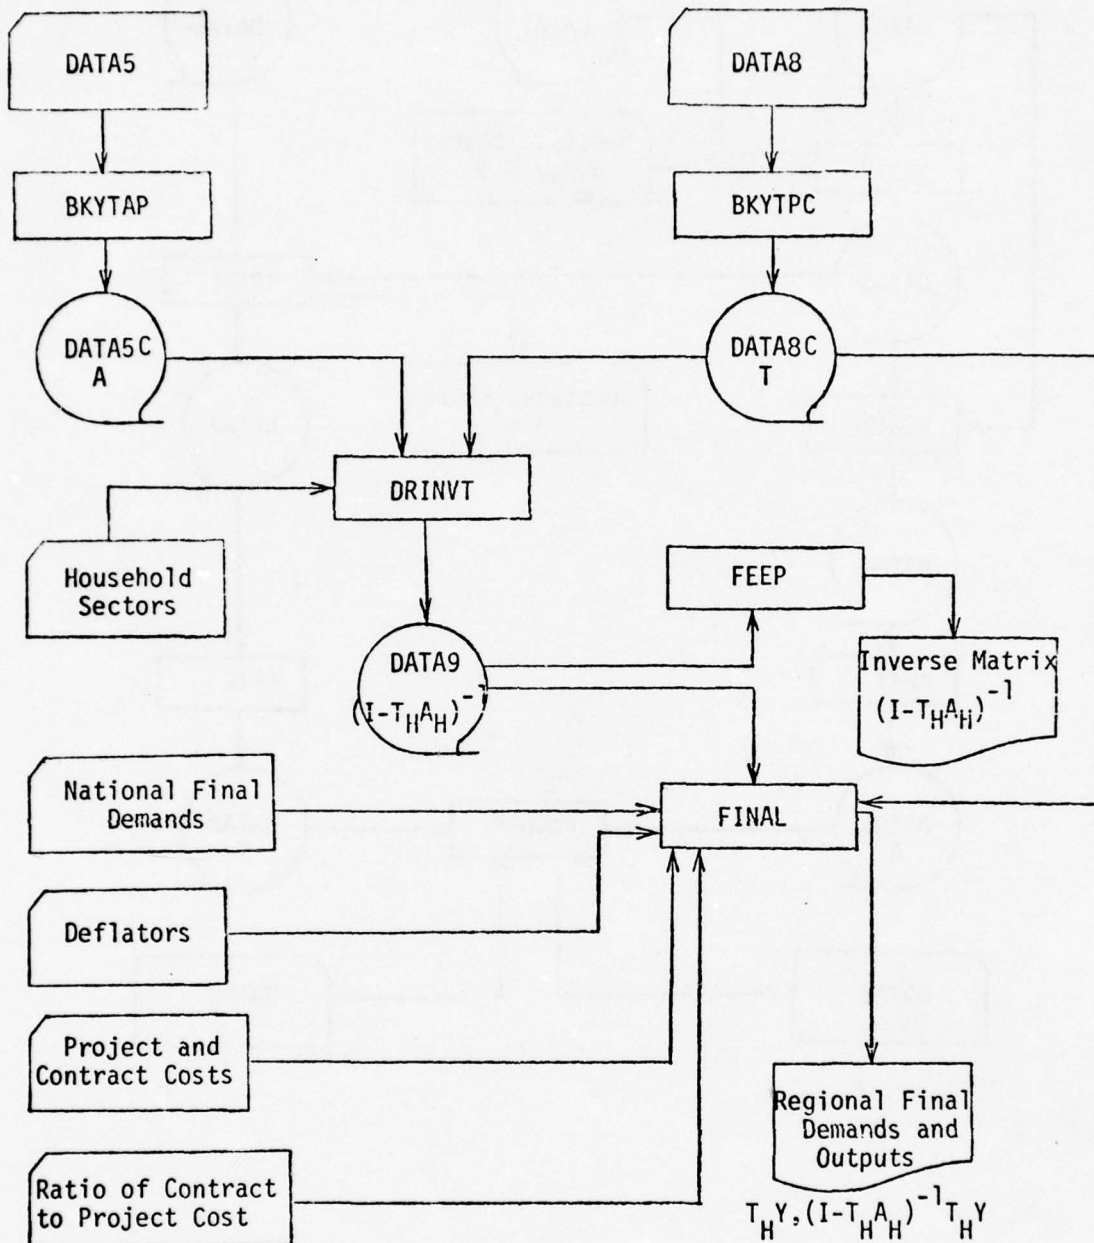 DATA5
DATA8
BKYTAP
BKYTPC
DATA5C
A
DATA8C
T
DRINVT
Household
Sectors
FEEP
DATA9
(I-T_HA_H)^-1
Inverse Matrix
(I-T_HA_H)^-1
National Final
Demands
FINAL
Deflators
Project and
Contract Costs
Regional Final
Demands and
Outputs
Ratio of Contract
to Project Cost
T_HY,(I-T_HA_H)^-1T_HY